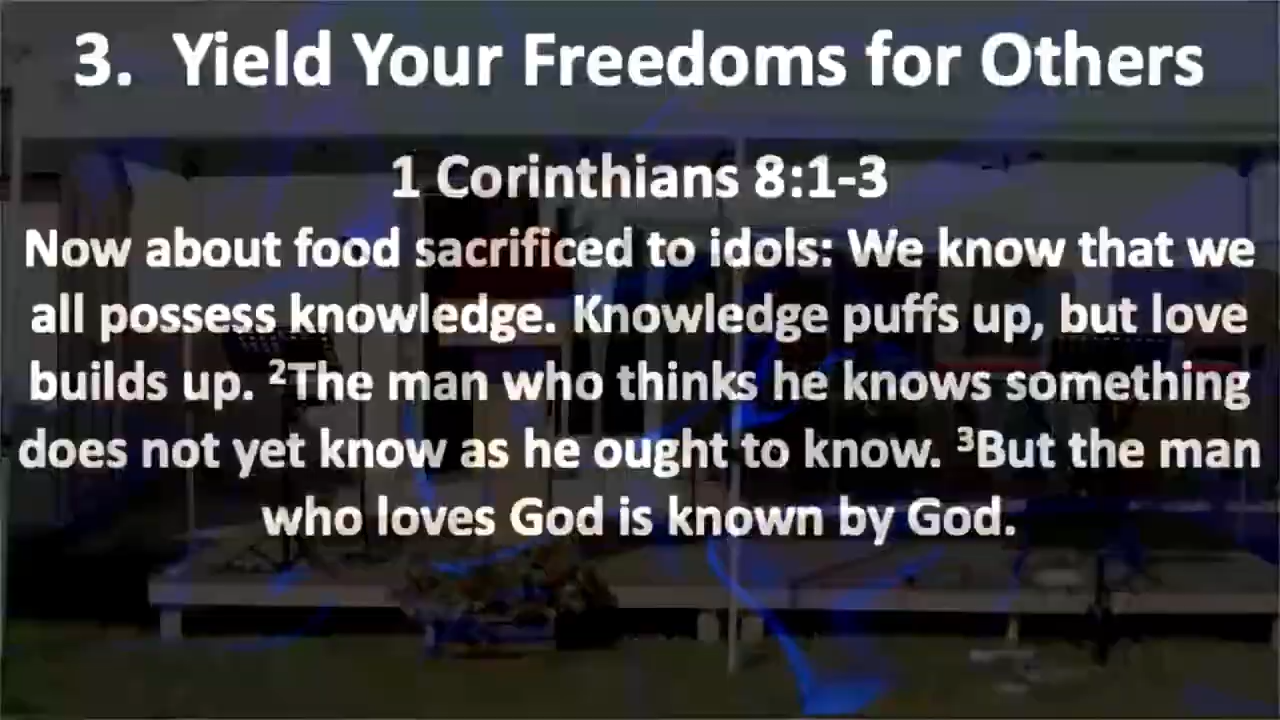 3. Yield Your Freedoms for Others
1 Corinthians 8:1-3
Now about food sacrificed to idols: We know that we
all possess knowledge. Knowledge puffs up, but love
builds up. ²The man who thinks he knows something
does not yet know as he ought to know. ³But the man
who loves God is known by God.